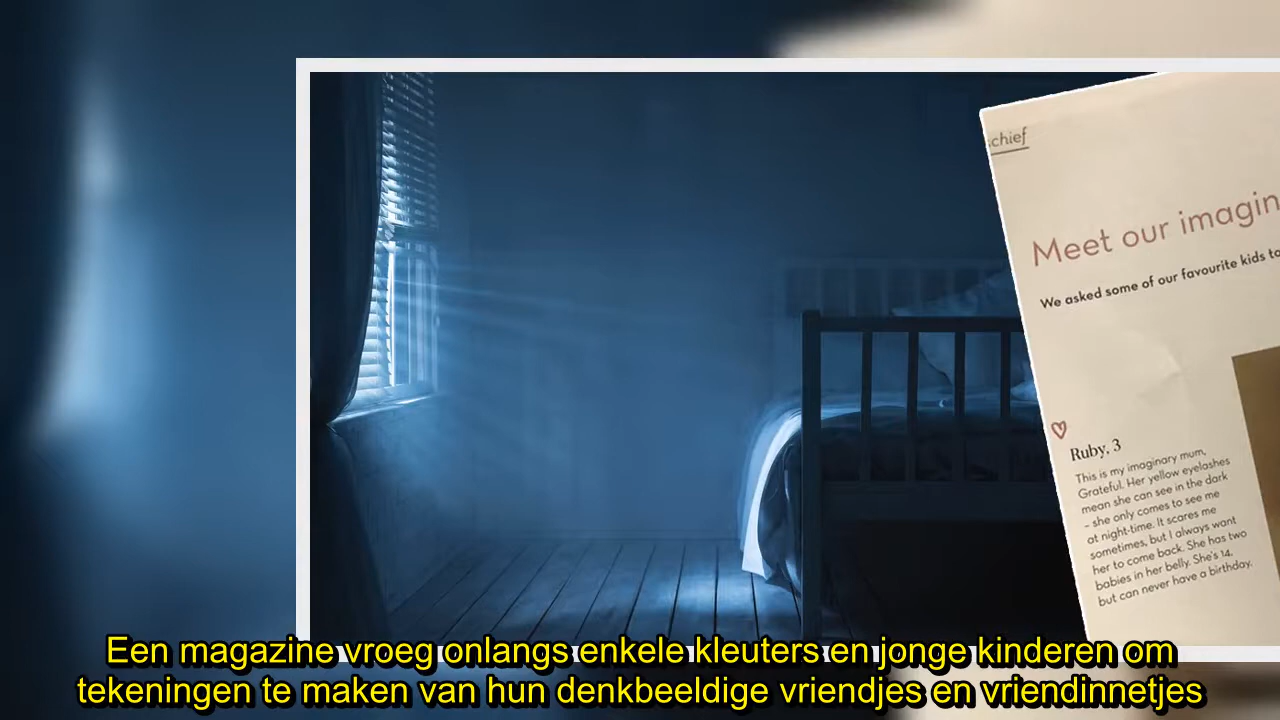 chief
Meet our imagin
We asked some of our favourite kids to
Ruby, 3
This is my imaginary mum,
Grateful. Her yellow eyelashes
mean she can see in the dark
– she only comes to see me
at night-time. It scares me
sometimes, but I always want
her to come back. She has two
babies in her belly. She's 14,
but can never have a birthday.
Een magazine vroeg onlangs enkele kleuters en jonge kinderen om
tekeningen te maken van hun denkbeeldige vriendjes en vriendinnetjes